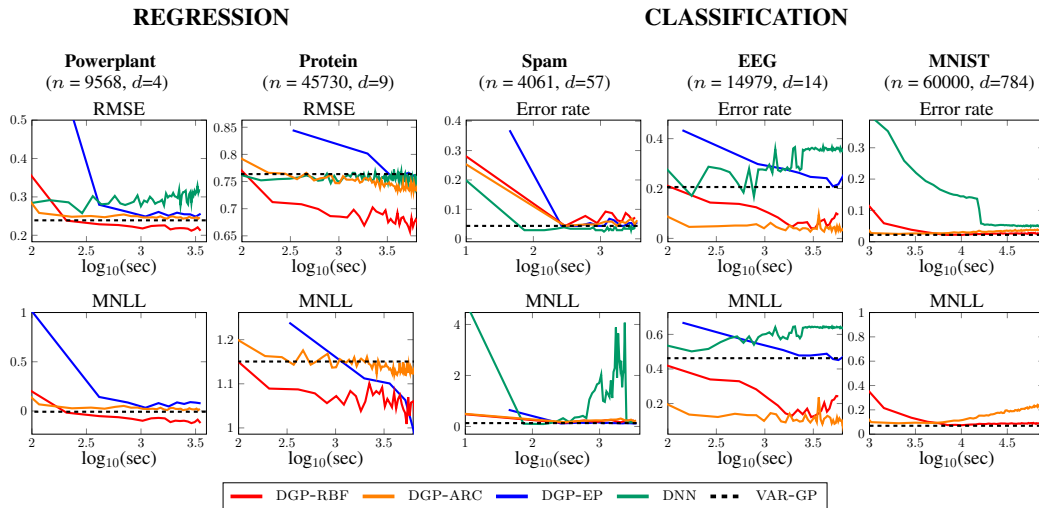 REGRESSION CLASSIFICATION
Powerplant Protein Spam EEG MNIST
(n = 9568, d=4) (n = 45730, d=9) (n = 4061, d=57) (n = 14979, d=14) (n = 60000, d=784)
RMSE RMSE Error rate Error rate Error rate
0.5 0.4 0.3 0.2
2 2.5 3 3.5
log₁₀(sec)
0.85 0.8 0.75 0.7 0.65
2 2.5 3 3.5
log₁₀(sec)
0.4 0.3 0.2 0.1 0
1 2 3
log₁₀(sec)
0.4 0.2 0
2 2.5 3 3.5
log₁₀(sec)
0.3 0.2 0.1 0
3 3.5 4 4.5
log₁₀(sec)
MNLL MNLL MNLL MNLL MNLL
1 0.5 0
2 2.5 3 3.5
log₁₀(sec)
1.2 1.1 1
2 2.5 3 3.5
log₁₀(sec)
4 2 0
1 2 3
log₁₀(sec)
0.6 0.4 0.2
2 2.5 3 3.5
log₁₀(sec)
1 0.8 0.6 0.4 0.2 0
3 3.5 4 4.5
log₁₀(sec)
DGP-RBF DGP-ARC DGP-EP DNN VAR-GP